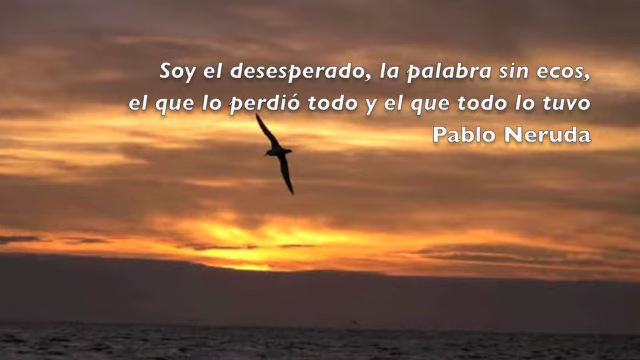 Soy el desesperado, la palabra sin ecos,
el que lo perdió todo y el que todo lo tuvo
Pablo Neruda